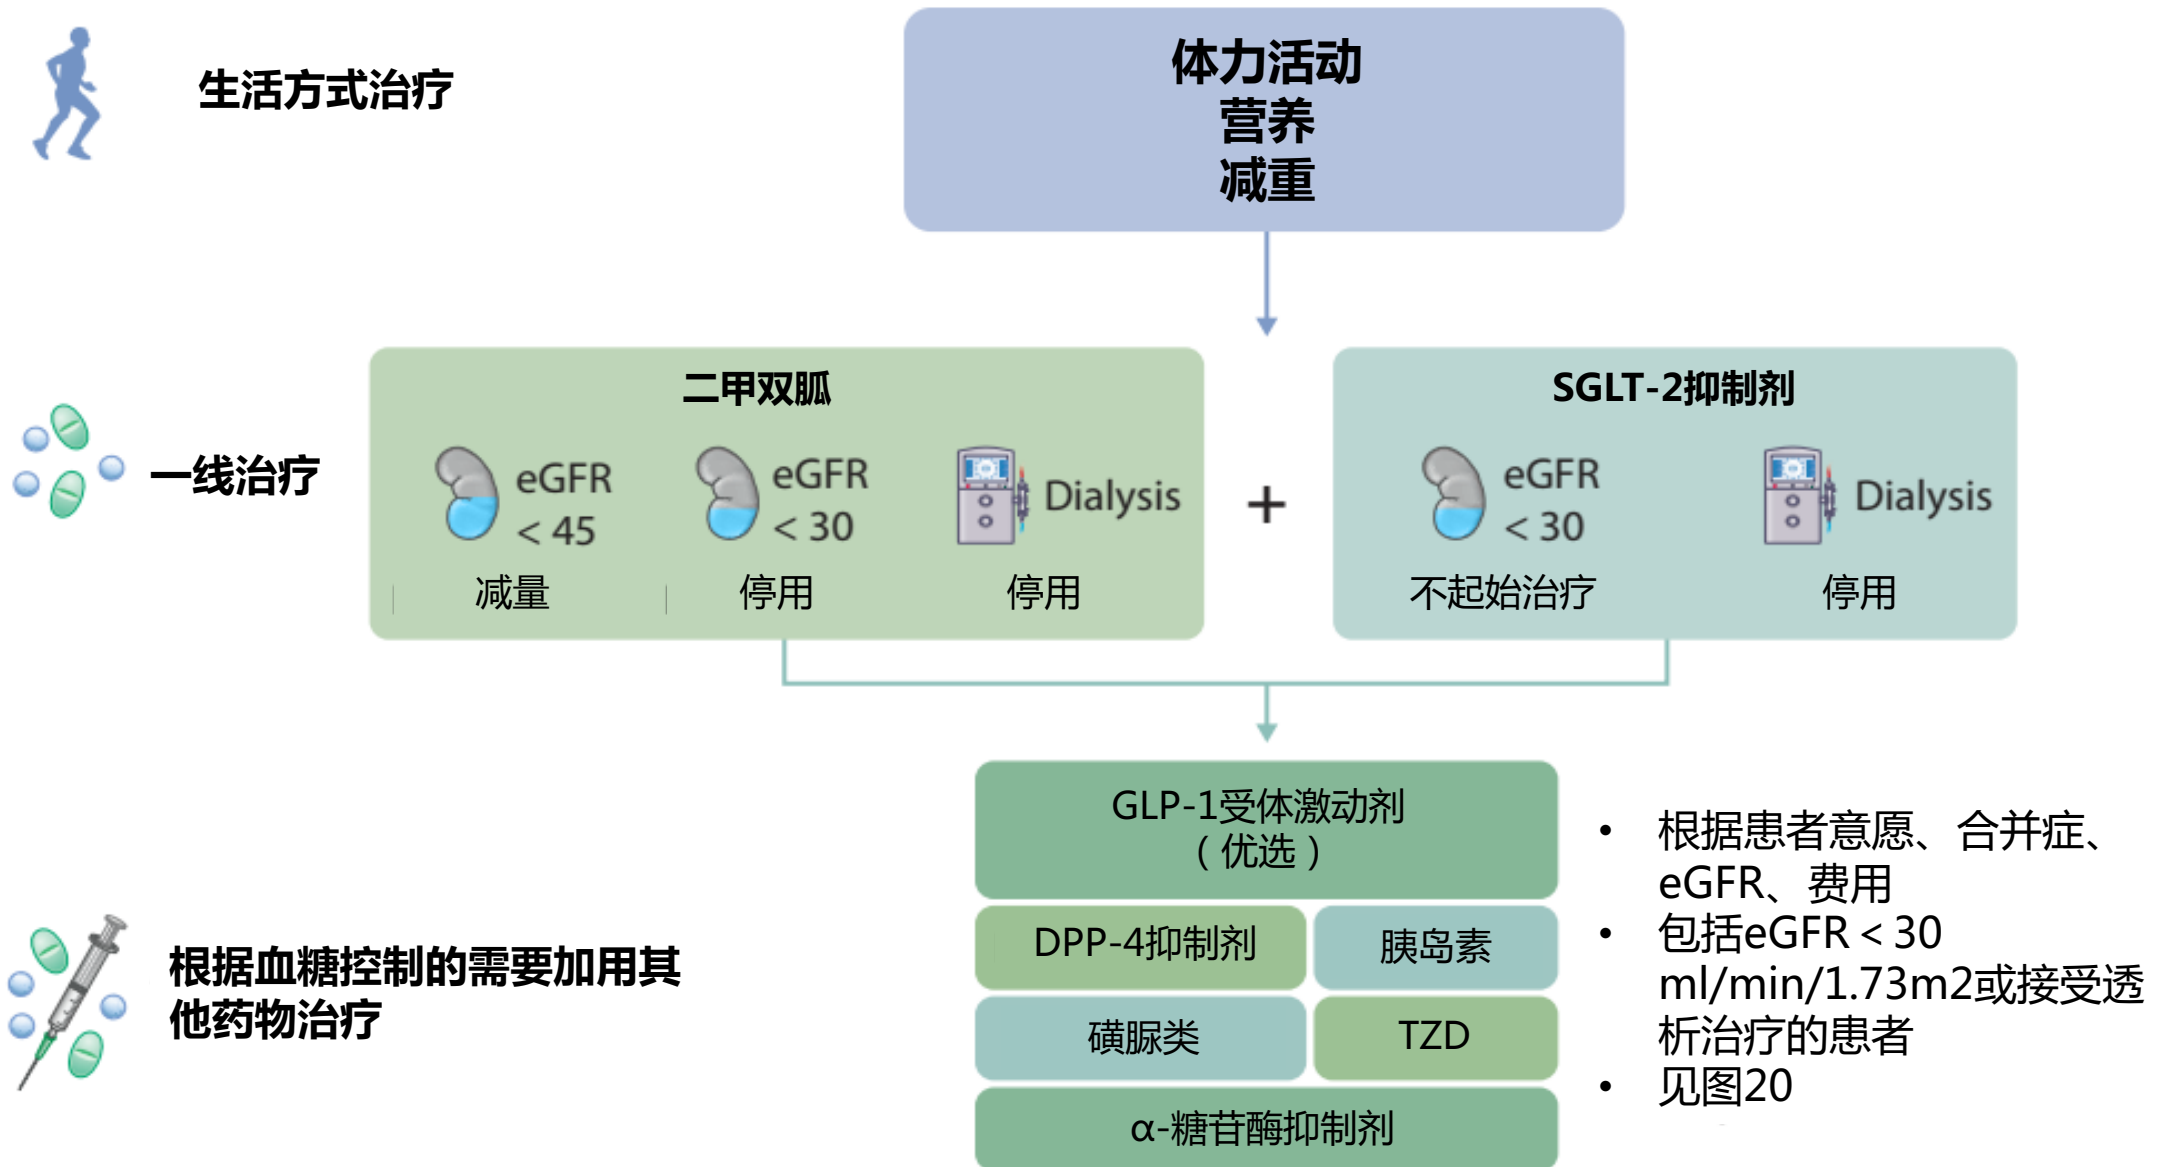 生活方式治疗
体力活动
营养
减重
一线治疗
二甲双胍
eGFR
< 45
减量
eGFR
< 30
停用
Dialysis
停用
+
SGLT-2抑制剂
eGFR
< 30
不起始治疗
Dialysis
停用
根据血糖控制的需要加用其
他药物治疗
GLP-1受体激动剂
（优选）
DPP-4抑制剂
胰岛素
磺脲类
TZD
α-糖苷酶抑制剂
• 根据患者意愿、合并症、
eGFR、费用
• 包括eGFR＜30
ml/min/1.73m2或接受透
析治疗的患者
• 见图20